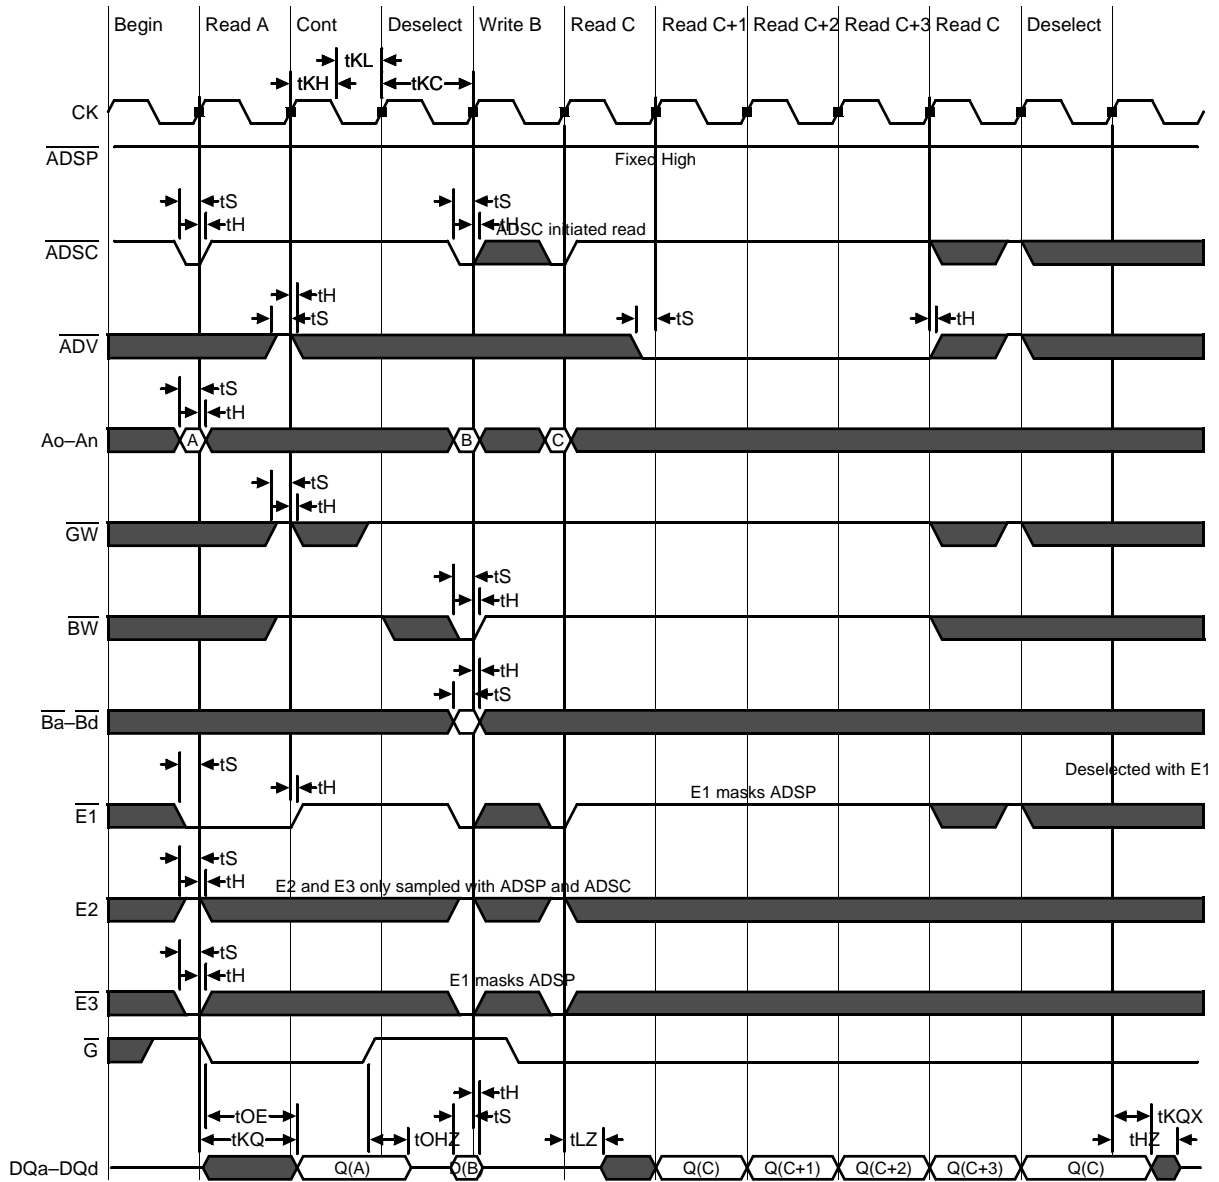 Begin Read A Cont Deselect Write B Read C Read C+1 Read C+2 Read C+3 Read C Deselect
tKL
tKH tKC
CK
ADSP
Fixed High
tS tS
tH tH
ADSC initiated read
ADSC
tH
tS tS tH
ADV
tS
tH
Ao–An A B C
tS
tH
GW
tS
tH
BW
tH
tS
Ba–Bd
tS
Deselected with E1
tH
E1 masks ADSP
E1
tS
tH
E2 and E3 only sampled with ADSP and ADSC
E2
tS
tH
E1 masks ADSP
E3
G
tH
tOE tS tKQX
tKQ tOHZ tLZ tHZ
DQa–DQd Q(A) D(B Q(C) Q(C+1) Q(C+2) Q(C+3) Q(C)